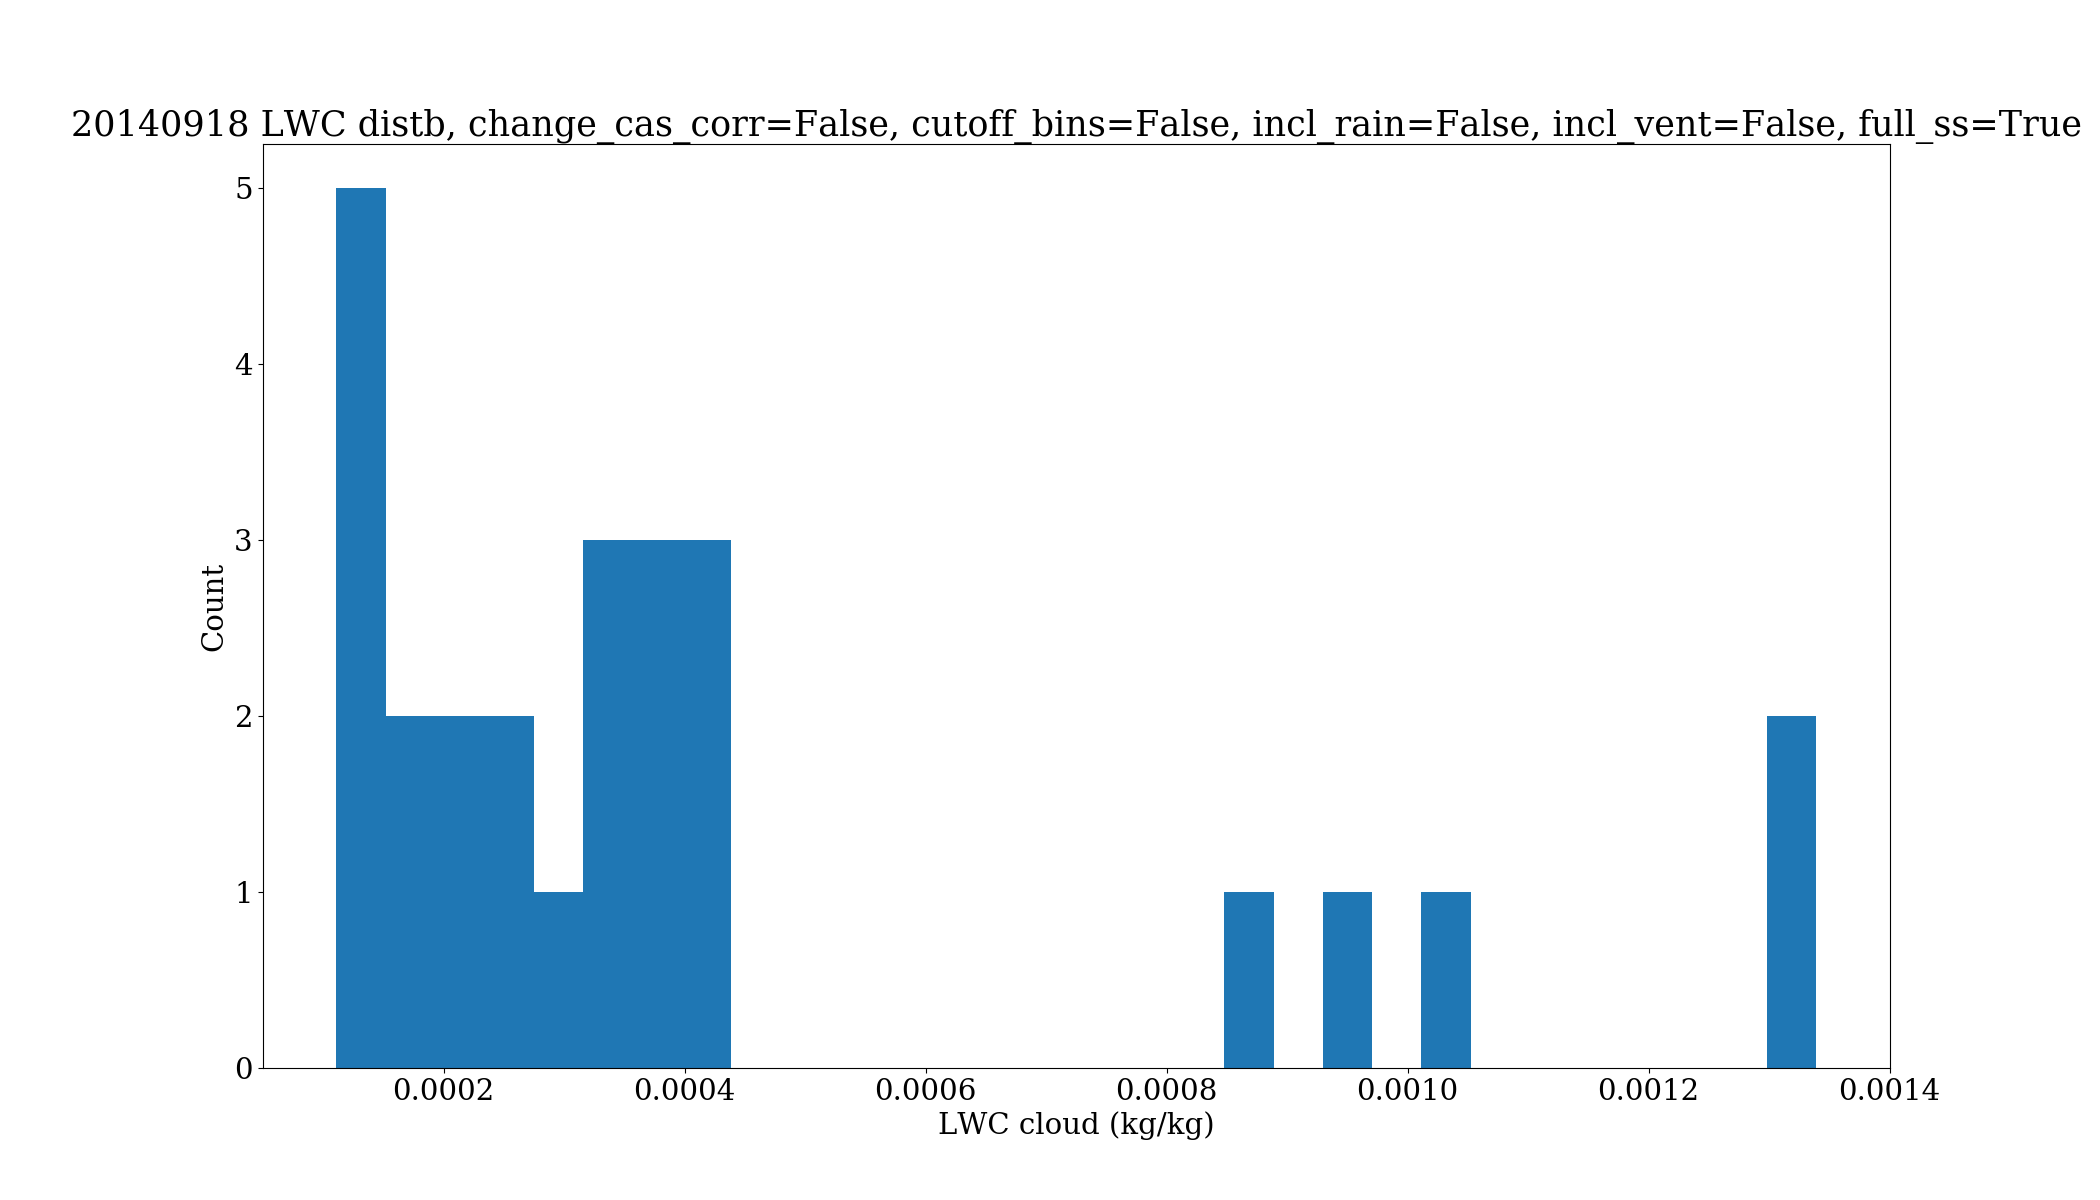 20140918 LWC distb, change_cas_corr=False, cutoff_bins=False, incl_rain=False, incl_vent=False, full_ss=True
5
4
3
2
1
0
Count
0.0002 0.0004 0.0006 0.0008 0.0010 0.0012 0.0014
LWC cloud (kg/kg)